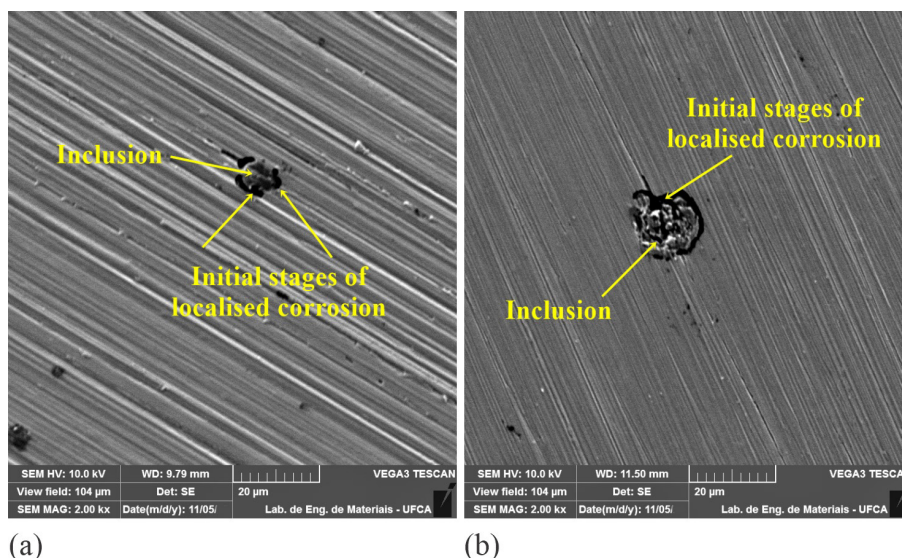 Inclusion
Initial stages of
localised corrosion
SEM HV: 10.0 kV WD: 9.79 mm VEGA3 TESCAN
View field: 104 µm Det: SE 20 µm
SEM MAG: 2.00 kx Date(m/d/y): 11/05/ Lab. de Eng. de Materiais - UFCA
(a)
Initial stages of
localised corrosion
Inclusion
SEM HV: 10.0 kV WD: 11.50 mm VEGA3 TESCA
View field: 104 µm Det: SE 20 µm
SEM MAG: 2.00 kx Date(m/d/y): 11/05/ Lab. de Eng. de Materiais - UFCA
(b)